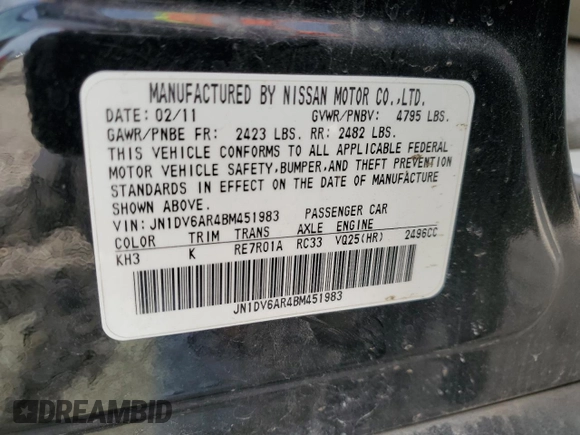 MANUFACTURED BY NISSAN MOTOR CO.,LTD.
DATE: 02/11 GVWR/PNBV: 4795 LBS.
GAWR/PNBE FR: 2423 LBS. RR: 2482 LBS.
THIS VEHICLE CONFORMS TO ALL APPLICABLE FEDERAL
MOTOR VEHICLE SAFETY,BUMPER,AND THEFT PREVENTION
STANDARDS IN EFFECT ON THE DATE OF MANUFACTURE
SHOWN ABOVE.
VIN: JN1DV6AR4BM451983 PASSENGER CAR
COLOR TRIM TRANS AXLE ENGINE
KH3 K RE7R01A RC33 VQ25(HR) 2496CC
JN1DV6AR4BM451983
DREAMBID